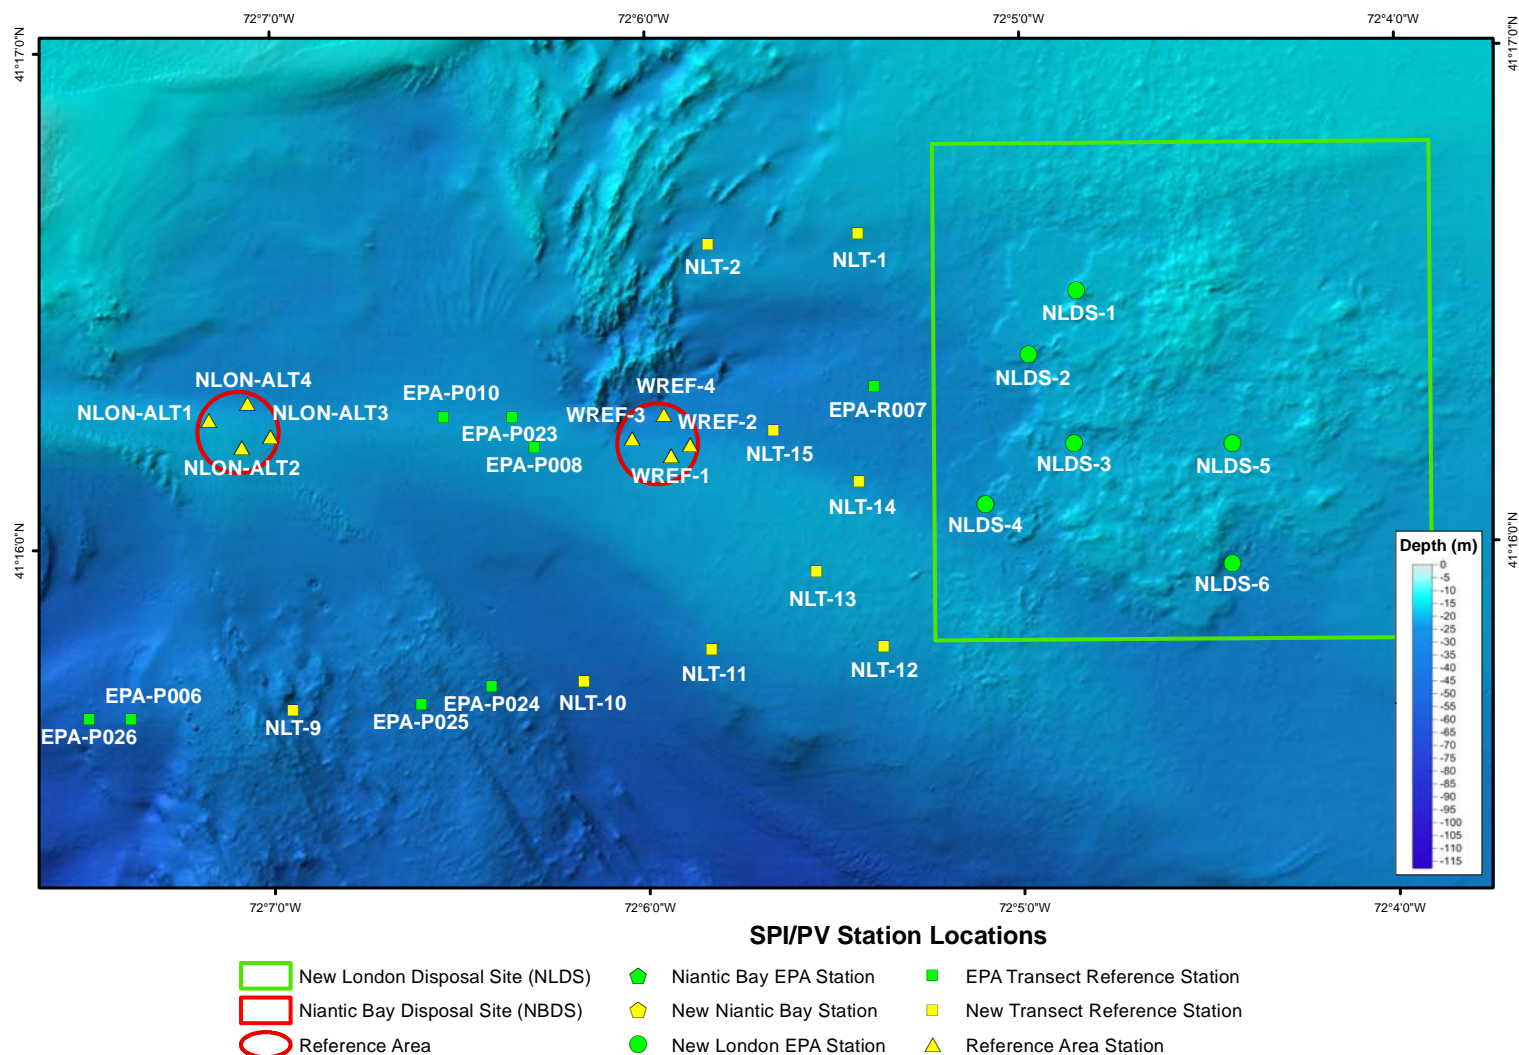 72°7'0"W
72°6'0"W
72°5'0"W
72°4'0"W
41°17'0"N
41°17'0"N
NLT-2
NLT-1
NLDS-1
NLDS-2
NLON-ALT4
EPA-P010
WREF-4
NLON-ALT1
NLON-ALT3
WREF-3
WREF-2
EPA-R007
EPA-P023
NLT-15
EPA-P008
NLDS-3
NLDS-5
NLON-ALT2
WREF-1
NLT-14
NLDS-4
41°16'0"N
41°16'0"N
Depth (m)
0
-5
-10
-15
-20
-25
-30
-35
-40
-45
-50
-55
-60
-65
-70
-75
-80
-85
-90
-95
-100
-105
-110
-115
NLDS-6
NLT-13
NLT-12
NLT-11
EPA-P006
EPA-P024
NLT-10
EPA-P025
NLT-9
EPA-P026
72°7'0"W
72°6'0"W
72°5'0"W
72°4'0"W
SPI/PV Station Locations
New London Disposal Site (NLDS)
Niantic Bay Disposal Site (NBDS)
Reference Area
Niantic Bay EPA Station
New Niantic Bay Station
New London EPA Station
EPA Transect Reference Station
New Transect Reference Station
Reference Area Station